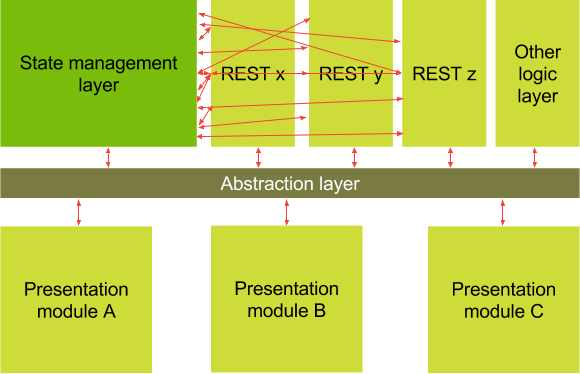 State management
layer
REST x
REST y
REST z
Other
logic
layer
Abstraction layer
Presentation
module A
Presentation
module B
Presentation
module C